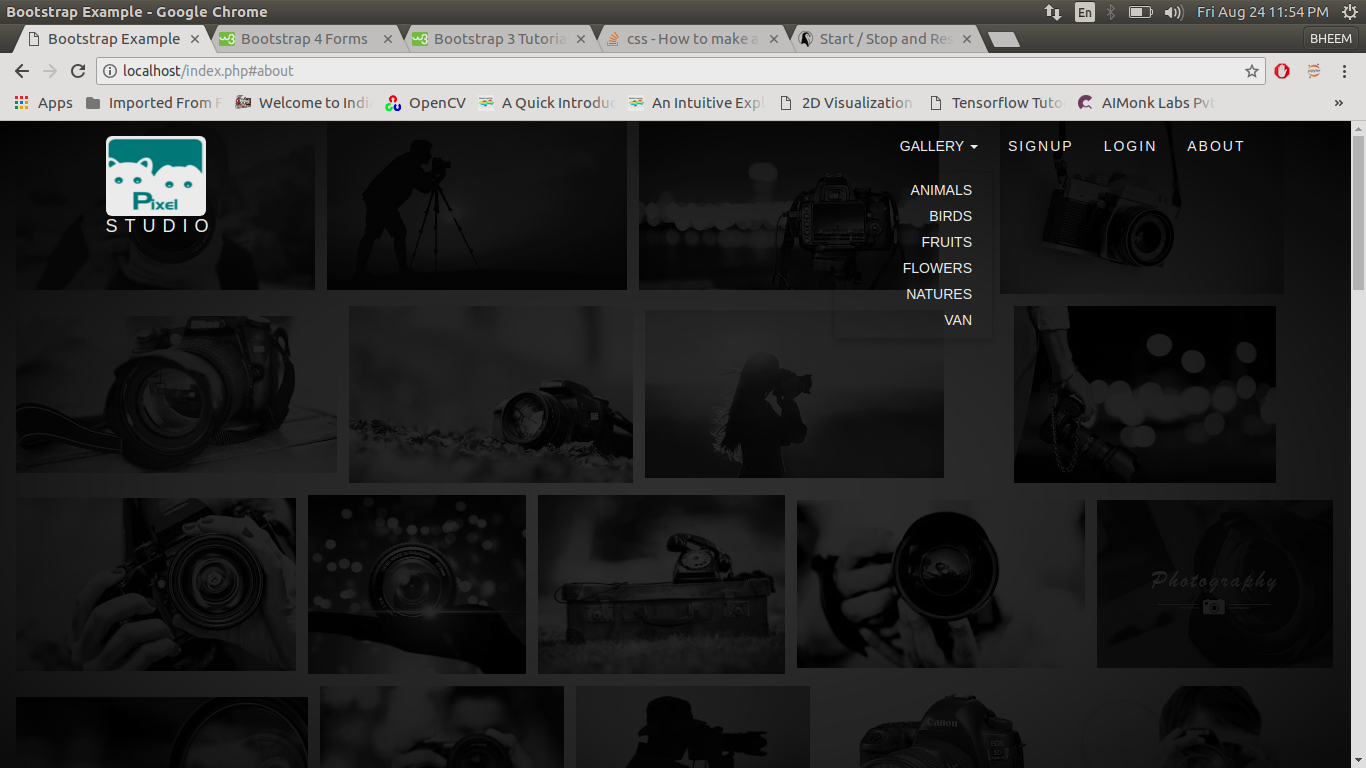 Bootstrap Example - Google Chrome
En
Fri Aug 24 11:54 PM
Bootstrap Example
Bootstrap 4 Forms
Bootstrap 3 Tutoria
css - How to make a
Start / Stop and Res
BHEEM
localhost/index.php#about
Apps
Imported From F
Welcome to Indi
OpenCV
A Quick Introduc
An Intuitive Expl
2D Visualization
Tensorflow Tuto
AIMonk Labs Pvt
»
Pixel
STUDIO
GALLERY
SIGNUP
LOGIN
ABOUT
ANIMALS
BIRDS
FRUITS
FLOWERS
NATURES
VAN
Photography
Canon